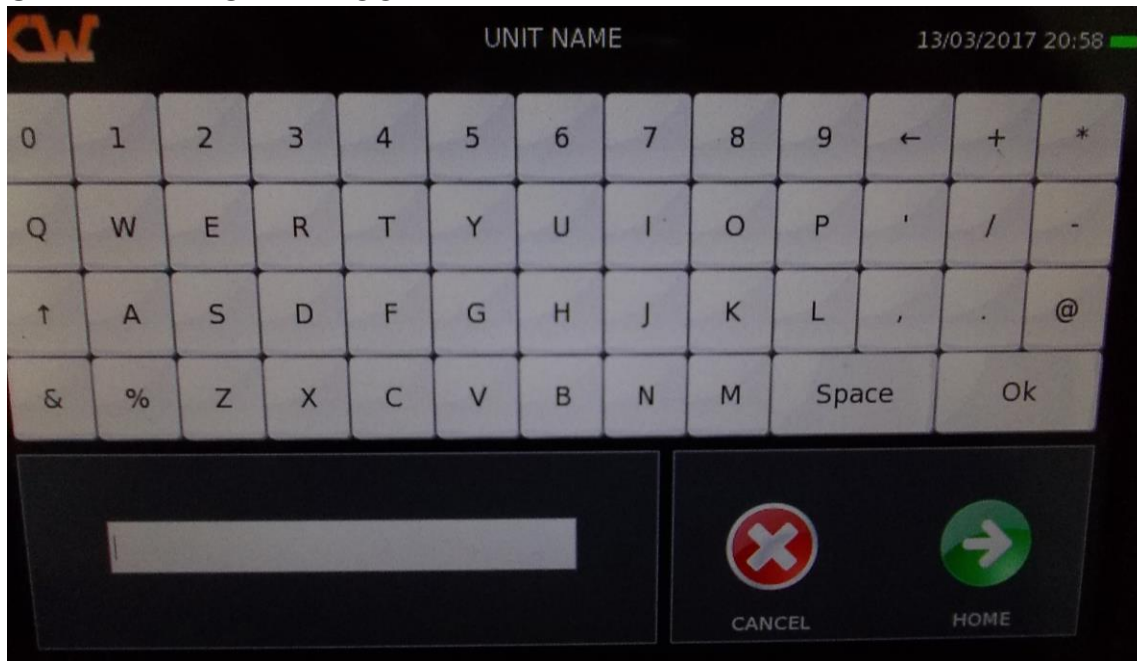 CW UNIT NAME 13/03/2017 20:58
0 1 2 3 4 5 6 7 8 9 ← + *
Q W E R T Y U I O P ' / -
↑ A S D F G H J K L , . @
& % Z X C V B N M Space Ok
CANCEL HOME